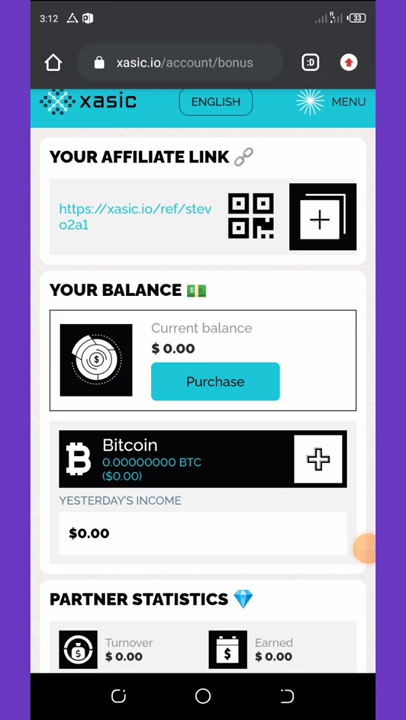 3:12
33
xasic.io/account/bonus
:D
xasic
ENGLISH
MENU
YOUR AFFILIATE LINK 🔗
https://xasic.io/ref/stev
o2a1
YOUR BALANCE 💵
Current balance
$ 0.00
Purchase
Bitcoin
0.00000000 BTC
($0.00)
YESTERDAY'S INCOME
$0.00
PARTNER STATISTICS 💎
Turnover
$ 0.00
Earned
$ 0.00